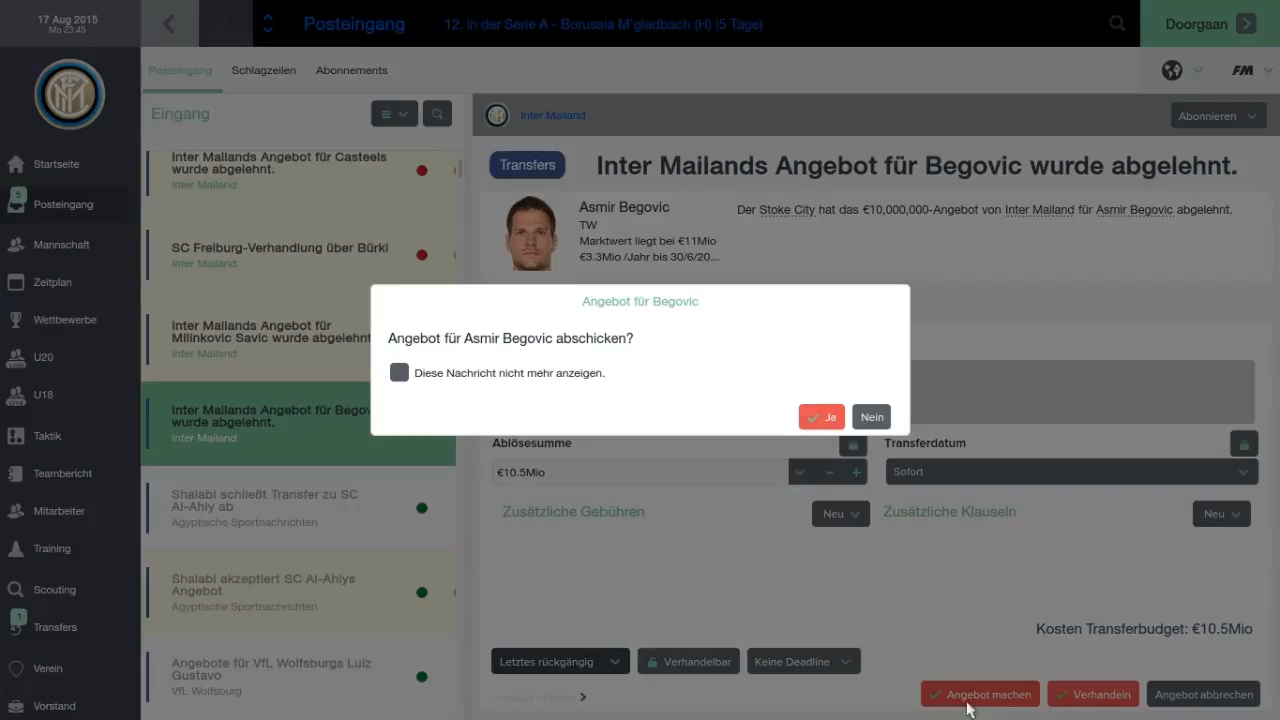 17 Aug 2015
Mo 23:45
Posteingang
12. in der Serie A - Borussia M'gladbach (H) (5 Tage)
Doorgaan
Posteingang
Schlagzeilen
Abonnements
FM
Eingang
Inter Mailand
Abonnieren
Startseite
5
Posteingang
Mannschaft
Zeitplan
Wettbewerbe
U20
U18
Taktik
Teambericht
Mitarbeiter
Training
Scouting
1
Transfers
Verein
Vorstand
Inter Mailands Angebot für Casteels
wurde abgelehnt.
Inter Mailand
SC Freiburg-Verhandlung über Bürki
Inter Mailand
Inter Mailands Angebot für
Milinkovic Savic wurde abgelehnt
Inter Mailand
Inter Mailands Angebot für Begov
wurde abgelehnt.
Inter Mailand
Shalabi schließt Transfer zu SC
Al-Ahly ab
Ägyptische Sportnachrichten
Shalabi akzeptiert SC Al-Ahlys
Angebot
Ägyptische Sportnachrichten
Angebote für VfL Wolfsburgs Luiz
Gustavo
VfL Wolfsburg
Transfers
Inter Mailands Angebot für Begovic wurde abgelehnt.
Asmir Begovic
TW
Marktwert liegt bei €11Mio
€3.3Mio /Jahr bis 30/6/20...
Der Stoke City hat das €10,000,000-Angebot von Inter Mailand für Asmir Begovic abgelehnt.
Angebot für Begovic
Angebot für Asmir Begovic abschicken?
Diese Nachricht nicht mehr anzeigen.
Ja
Nein
Ablösesumme
Transferdatum
€10.5Mio
Sofort
Zusätzliche Gebühren
Neu
Zusätzliche Klauseln
Neu
Kosten Transferbudget: €10.5Mio
Letztes rückgängig
Verhandelbar
Keine Deadline
Angebot machen
Verhandeln
Angebot abbrechen